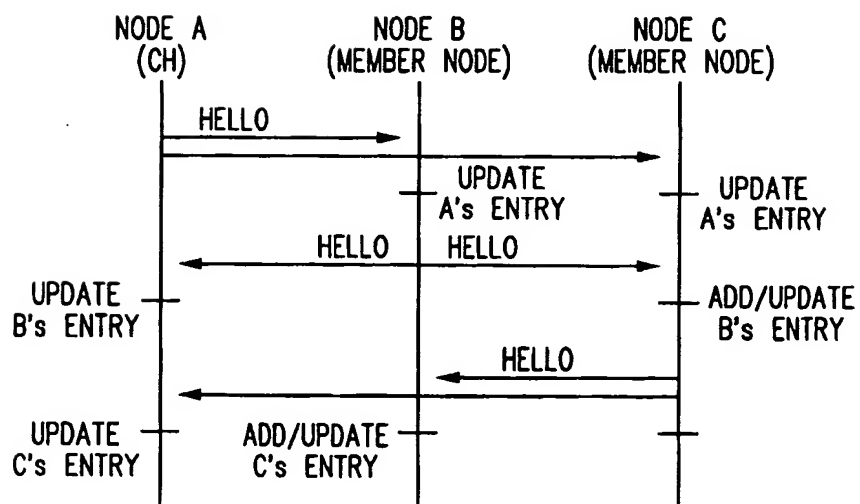 NODE A
(CH)
NODE B
(MEMBER NODE)
NODE C
(MEMBER NODE)
HELLO
UPDATE
A's ENTRY
UPDATE
A's ENTRY
HELLO
HELLO
UPDATE
B's ENTRY
ADD/UPDATE
B's ENTRY
HELLO
UPDATE
C's ENTRY
ADD/UPDATE
C's ENTRY